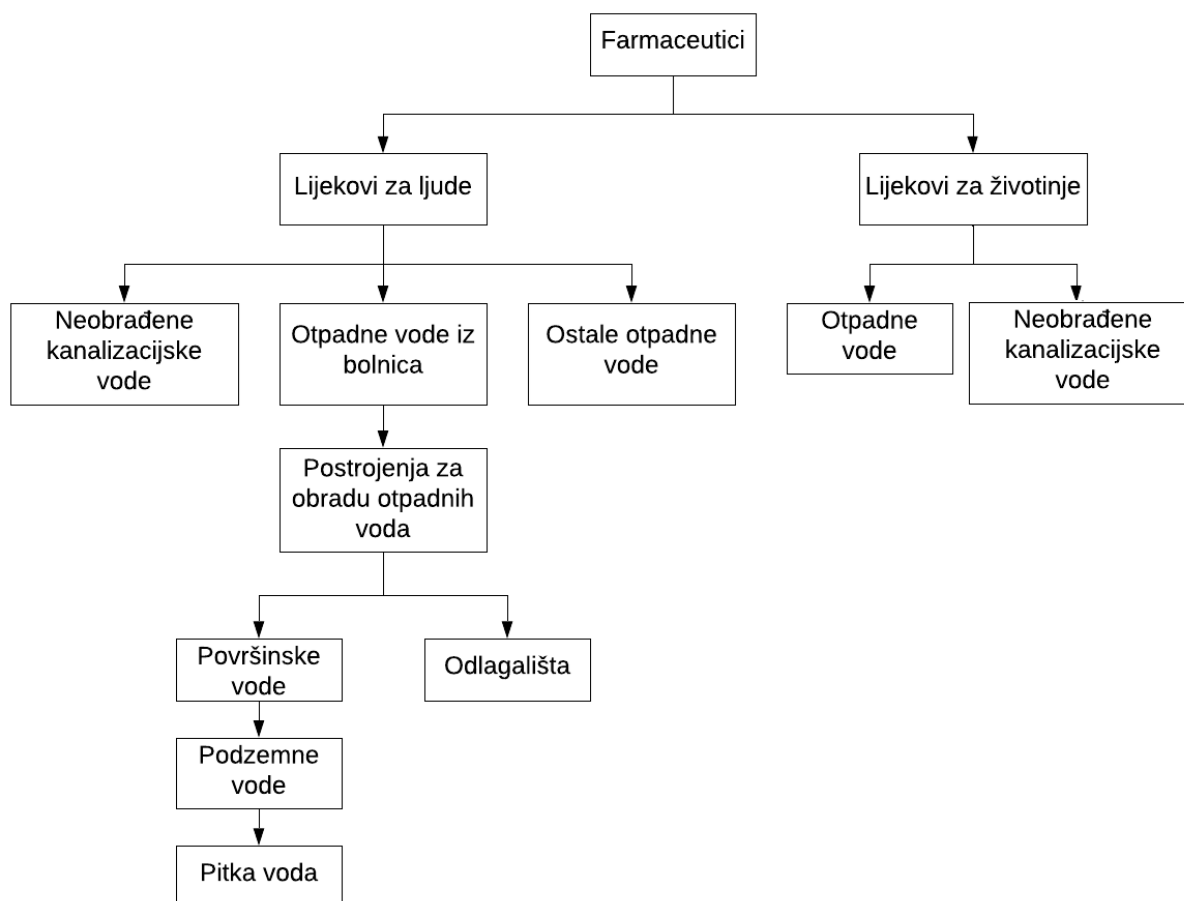 Farmaceutici
Lijekovi za ljude
Lijekovi za životinje
Neobrađene
kanalizacijske
vode
Otpadne vode iz
bolnica
Ostale otpadne
vode
Otpadne
vode
Neobrađene
kanalizacijske
vode
Postrojenja za
obradu otpadnih
voda
Površinske
vode
Odlagališta
Podzemne
vode
Pitka voda